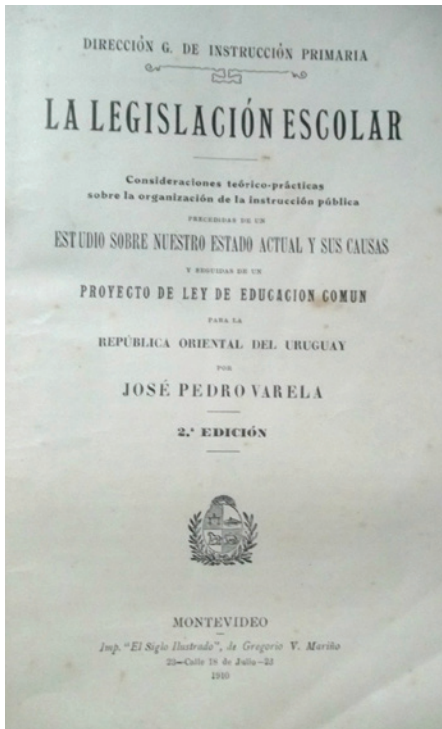 DIRECCIÓN G. DE INSTRUCCIÓN PRIMARIA
LA LEGISLACIÓN ESCOLAR
Consideraciones teórico-prácticas
sobre la organización de la instrucción pública
PRECEDIDAS DE UN
ESTUDIO SOBRE NUESTRO ESTADO ACTUAL Y SUS CAUSAS
Y SEGUIDAS DE UN
PROYECTO DE LEY DE EDUCACION COMUN
PARA LA
REPÚBLICA ORIENTAL DEL URUGUAY
POR
JOSÉ PEDRO VARELA
2.ª EDICIÓN
MONTEVIDEO
Imp. "El Siglo Ilustrado", de Gregorio V. Mariño
23—Calle 18 de Julio—23
1910